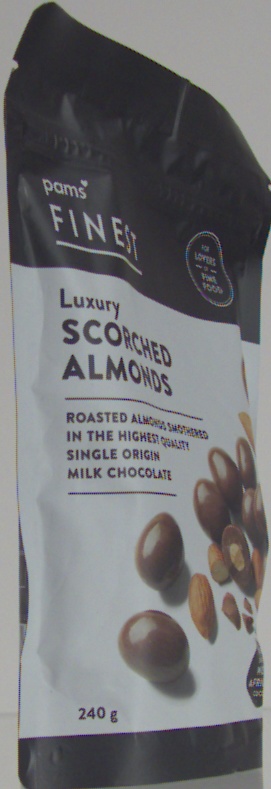 pams
FINEST
FOR
LOVERS
OF
FINE
FOOD
Luxury
SCORCHED
ALMONDS
ROASTED ALMONDS SMOTHERED
IN THE HIGHEST QUALITY
SINGLE ORIGIN
MILK CHOCOLATE
240 g